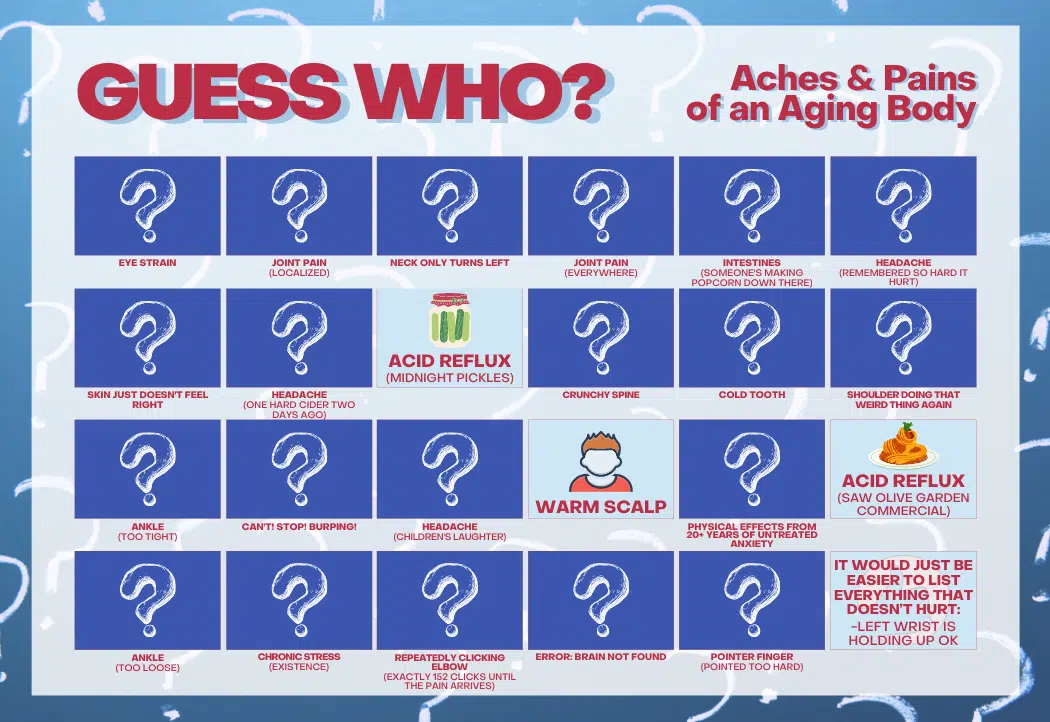 GUESS WHO?
Aches & Pains
of an Aging Body
EYE STRAIN
JOINT PAIN
(LOCALIZED)
NECK ONLY TURNS LEFT
JOINT PAIN
(EVERYWHERE)
INTESTINES
(SOMEONE'S MAKING
POPCORN DOWN THERE)
HEADACHE
(REMEMBERED SO HARD IT
HURT)
SKIN JUST DOESN'T FEEL
RIGHT
HEADACHE
(ONE HARD CIDER TWO
DAYS AGO)
ACID REFLUX
(MIDNIGHT PICKLES)
CRUNCHY SPINE
COLD TOOTH
SHOULDER DOING THAT
WEIRD THING AGAIN
ANKLE
(TOO TIGHT)
CAN'T! STOP! BURPING!
HEADACHE
(CHILDREN'S LAUGHTER)
WARM SCALP
PHYSICAL EFFECTS FROM
20+ YEARS OF UNTREATED
ANXIETY
ACID REFLUX
(SAW OLIVE GARDEN
COMMERCIAL)
ANKLE
(TOO LOOSE)
CHRONIC STRESS
(EXISTENCE)
REPEATEDLY CLICKING
ELBOW
(EXACTLY 152 CLICKS UNTIL
THE PAIN ARRIVES)
ERROR: BRAIN NOT FOUND
POINTER FINGER
(POINTED TOO HARD)
IT WOULD JUST BE
EASIER TO LIST
EVERYTHING THAT
DOESN'T HURT:
-LEFT WRIST IS
HOLDING UP OK